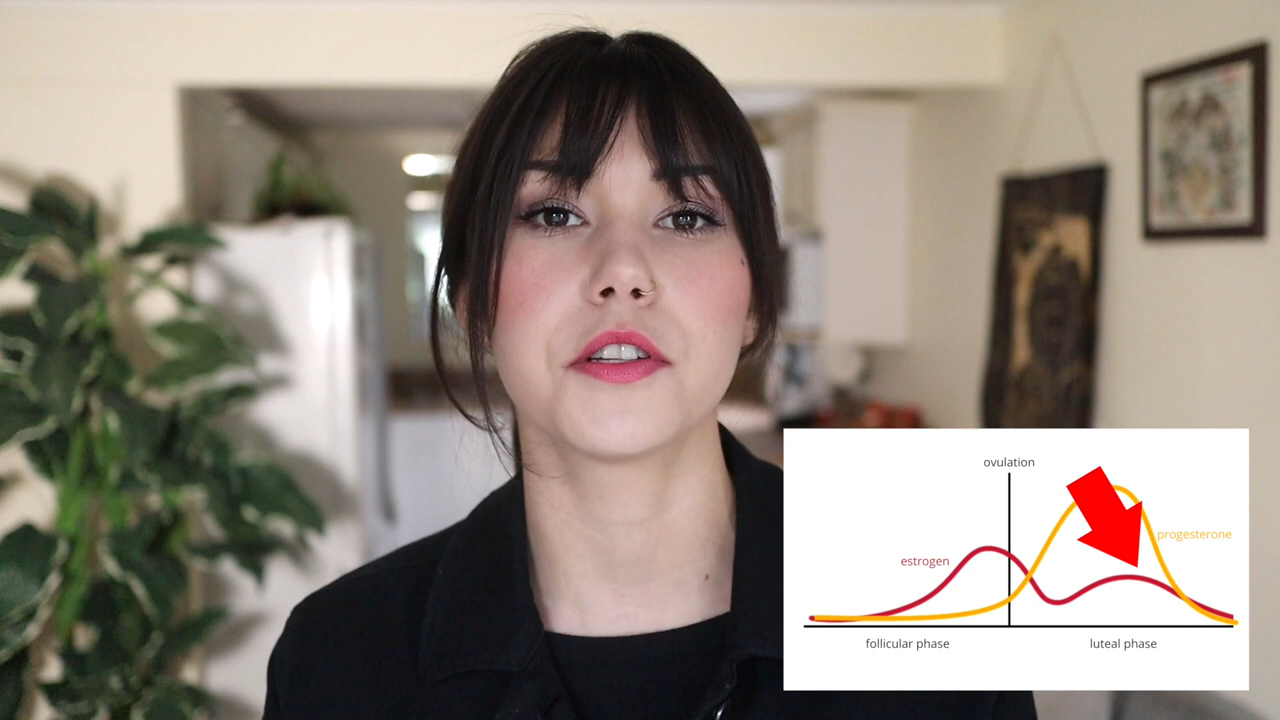 ovulation
progesterone
estrogen
follicular phase
luteal phase